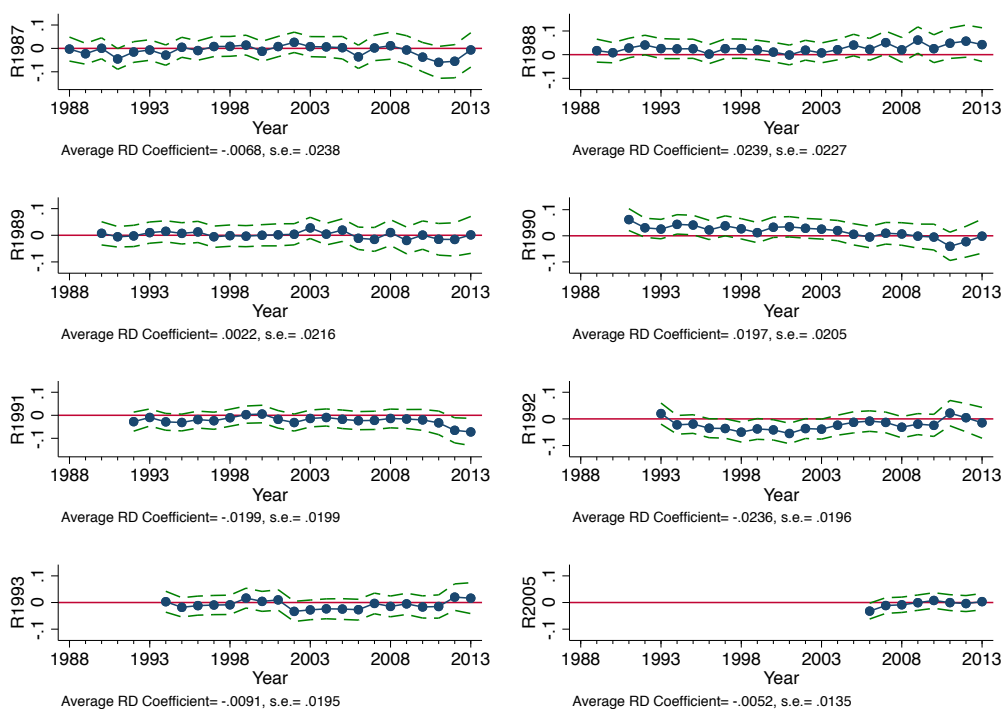 R1987
.1
0
-.1
1988 1993 1998 2003 2008 2013
Year
Average RD Coefficient= -.0068, s.e.= .0238
R1988
.1
0
-.1
1988 1993 1998 2003 2008 2013
Year
Average RD Coefficient= .0239, s.e.= .0227
R1989
.1
0
-.1
1988 1993 1998 2003 2008 2013
Year
Average RD Coefficient= .0022, s.e.= .0216
R1990
.1
0
-.1
1988 1993 1998 2003 2008 2013
Year
Average RD Coefficient= .0197, s.e.= .0205
R1991
.1
0
-.1
1988 1993 1998 2003 2008 2013
Year
Average RD Coefficient= -.0199, s.e.= .0199
R1992
.1
0
-.1
1988 1993 1998 2003 2008 2013
Year
Average RD Coefficient= -.0236, s.e.= .0196
R1993
.1
0
-.1
1988 1993 1998 2003 2008 2013
Year
Average RD Coefficient= -.0091, s.e.= .0195
R2005
.1
0
-.1
1988 1993 1998 2003 2008 2013
Year
Average RD Coefficient= -.0052, s.e.= .0135